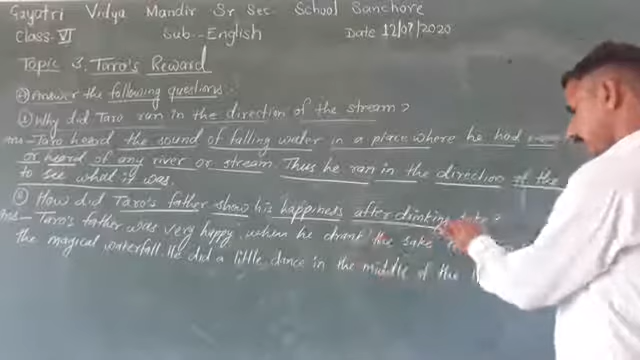 Gayatri Vidya Mandir Sr Sec. School Sanchore
Class-VI Sub.-English Date 12/07/2020
Topic 3. Taro's Reward
Answer the following questions:
① Why did Taro run in the direction of the stream?
Ans-Taro heard the sound of falling water in a place where he had
or heard of any river or stream. Thus he ran in the direction of the
to see what it was.
How did Taro's father show his happiness after drinking ?
Ans- Taro's father was very happy. when he drank the sake
the magical waterfall. He did a little dance in the middle of the